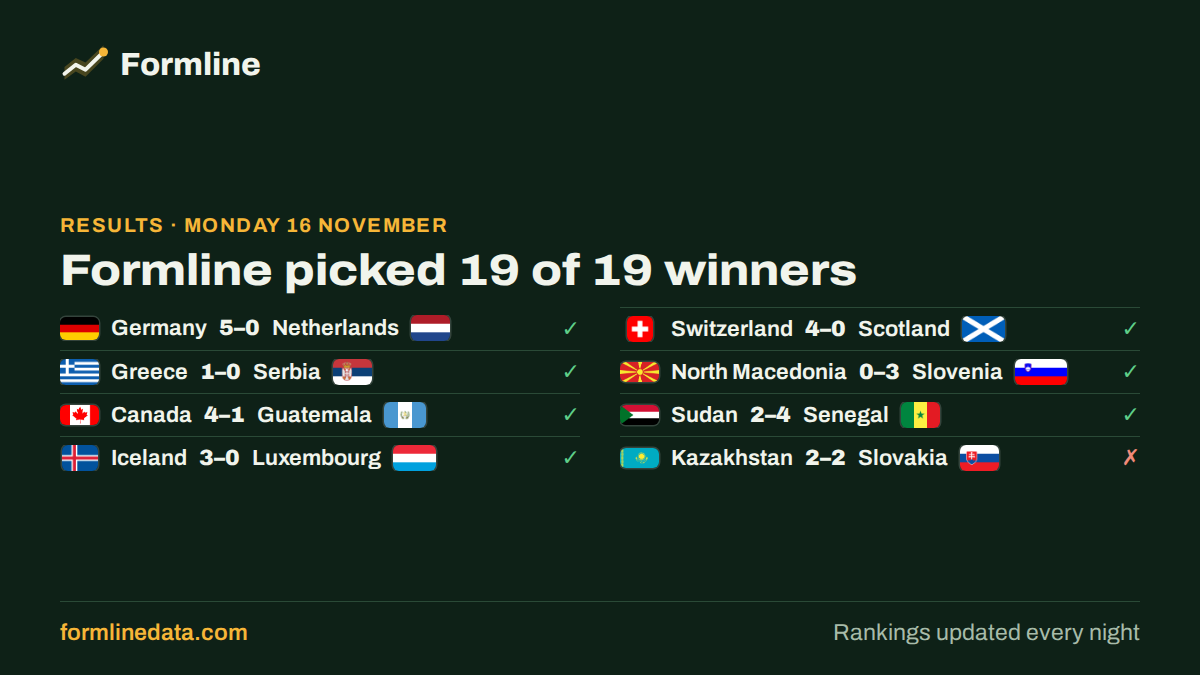 Formline
RESULTS · MONDAY 16 NOVEMBER
Formline picked 19 of 19 winners
Germany 5–0 Netherlands ✓
Greece 1–0 Serbia ✓
Canada 4–1 Guatemala ✓
Iceland 3–0 Luxembourg ✓
Switzerland 4–0 Scotland ✓
North Macedonia 0–3 Slovenia ✓
Sudan 2–4 Senegal ✓
Kazakhstan 2–2 Slovakia ✗
formlinedata.com
Rankings updated every night